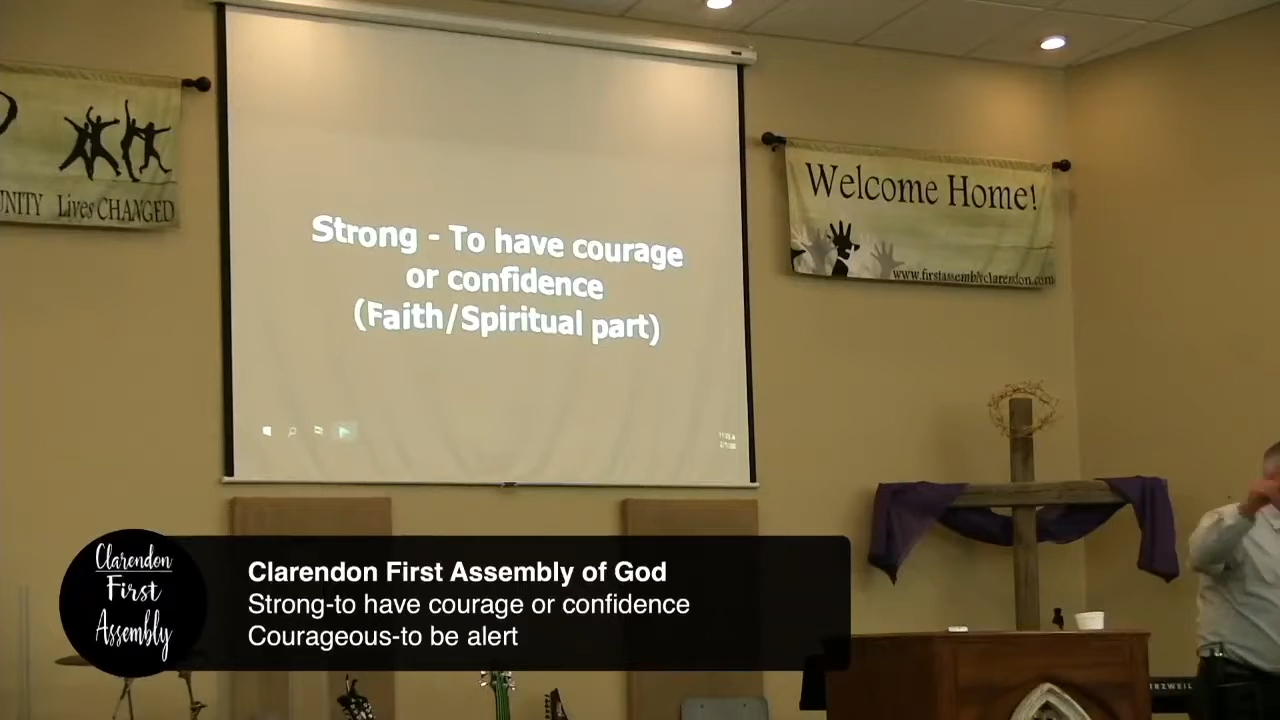 UNITY Lives CHANGED
Strong - To have courage
or confidence
(Faith/Spiritual part)
Welcome Home!
www.firstassemblyclarendon.com
Clarendon
First
Assembly
Clarendon First Assembly of God
Strong-to have courage or confidence
Courageous-to be alert